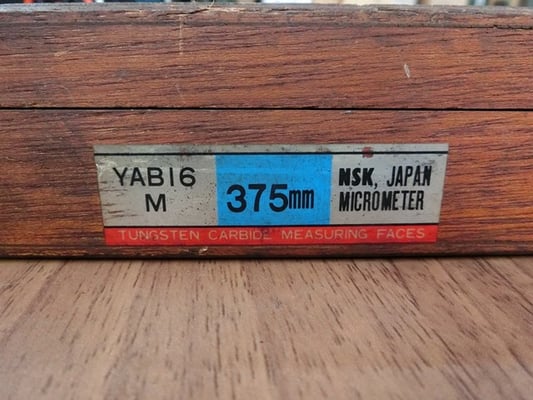 YAB16
M
375mm
NSK, JAPAN
MICROMETER
TUNGSTEN CARBIDE MEASURING FACES